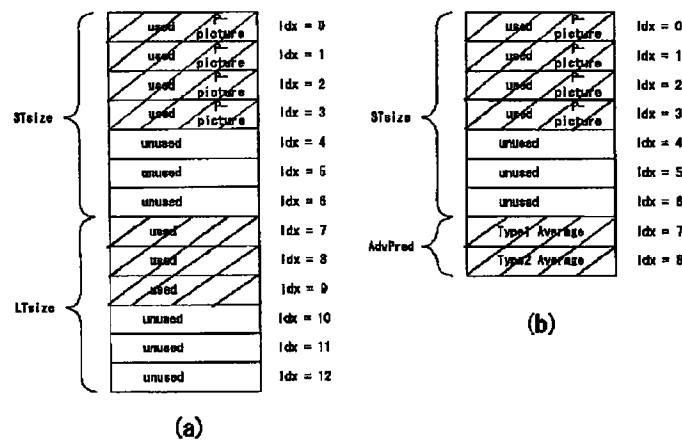 used P-picture Idx = 0
used P-picture Idx = 1
used P-picture Idx = 2
used P-picture Idx = 3
unused Idx = 4
unused Idx = 5
unused Idx = 6
STsize
used Idx = 7
used Idx = 8
used Idx = 9
unused Idx = 10
unused Idx = 11
unused Idx = 12
LTsize
(a)
used P-picture Idx = 0
used P-picture Idx = 1
used P-picture Idx = 2
used P-picture Idx = 3
unused Idx = 4
unused Idx = 5
unused Idx = 6
STsize
Type1 Average Idx = 7
Type2 Average Idx = 8
AdvPred
(b)